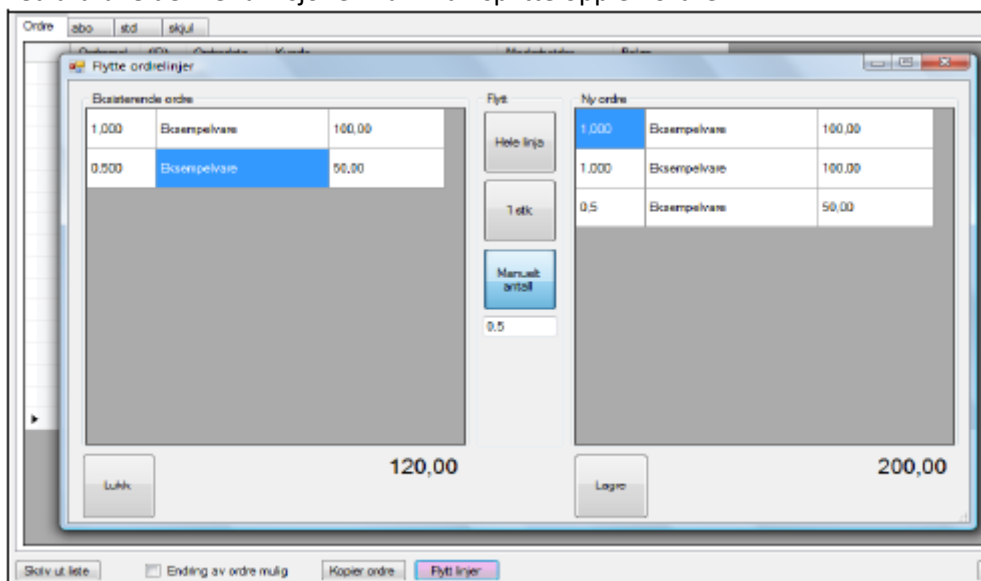 Ordre abo std skjul
Flytte ordrelinjer
Eksisterende ordre
1,000 Eksempelvare 100,00
0.500 Eksempelvare 50.00
Flytt
Hele linja
1 stk
Manuelt
antall
0.5
Ny ordre
1,000 Eksempelvare 100,00
1,000 Eksempelvare 100,00
0,5 Eksempelvare 50,00
120,00
200,00
Lukk
Lagre
Skriv ut liste Endring av ordre mulig Kopier ordre Flytt linjer